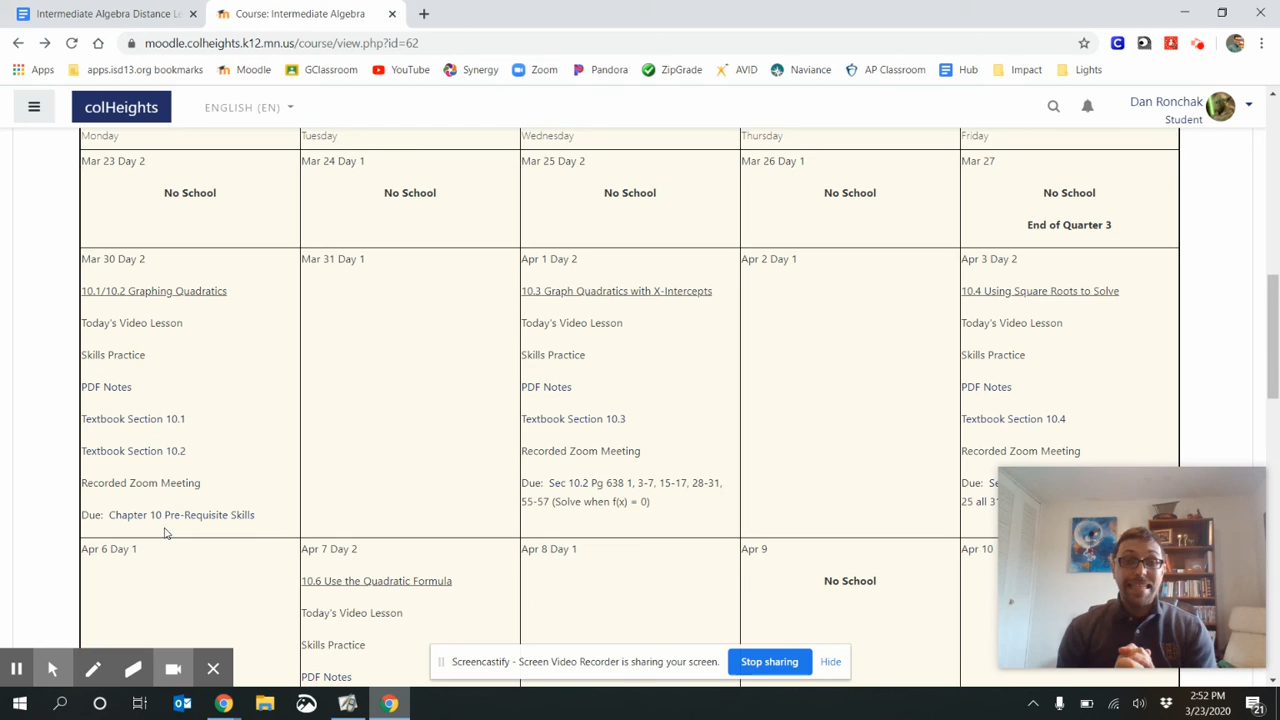 Intermediate Algebra Distance Le
Course: Intermediate Algebra
moodle.colheights.k12.mn.us/course/view.php?id=62
Apps
apps.isd13.org bookmarks
Moodle
GClassroom
YouTube
Synergy
Zoom
Pandora
ZipGrade
AVID
Naviance
AP Classroom
Hub
Impact
Lights
colHeights
ENGLISH (EN)
Dan Ronchak
Student
Monday
Tuesday
Wednesday
Thursday
Friday
Mar 23 Day 2
No School
Mar 24 Day 1
No School
Mar 25 Day 2
No School
Mar 26 Day 1
No School
Mar 27
No School
End of Quarter 3
Mar 30 Day 2
10.1/10.2 Graphing Quadratics
Today's Video Lesson
Skills Practice
PDF Notes
Textbook Section 10.1
Textbook Section 10.2
Recorded Zoom Meeting
Due: Chapter 10 Pre-Requisite Skills
Mar 31 Day 1
Apr 1 Day 2
10.3 Graph Quadratics with X-Intercepts
Today's Video Lesson
Skills Practice
PDF Notes
Textbook Section 10.3
Recorded Zoom Meeting
Due: Sec 10.2 Pg 638 1, 3-7, 15-17, 28-31,
55-57 (Solve when f(x) = 0)
Apr 2 Day 1
Apr 3 Day 2
10.4 Using Square Roots to Solve
Today's Video Lesson
Skills Practice
PDF Notes
Textbook Section 10.4
Recorded Zoom Meeting
Due: Se
25 all 3
Apr 6 Day 1
Apr 7 Day 2
10.6 Use the Quadratic Formula
Today's Video Lesson
Skills Practice
PDF Notes
Apr 8 Day 1
Apr 9
No School
Apr 10
Screencastify - Screen Video Recorder is sharing your screen.
Stop sharing
Hide
2:52 PM
3/23/2020
21